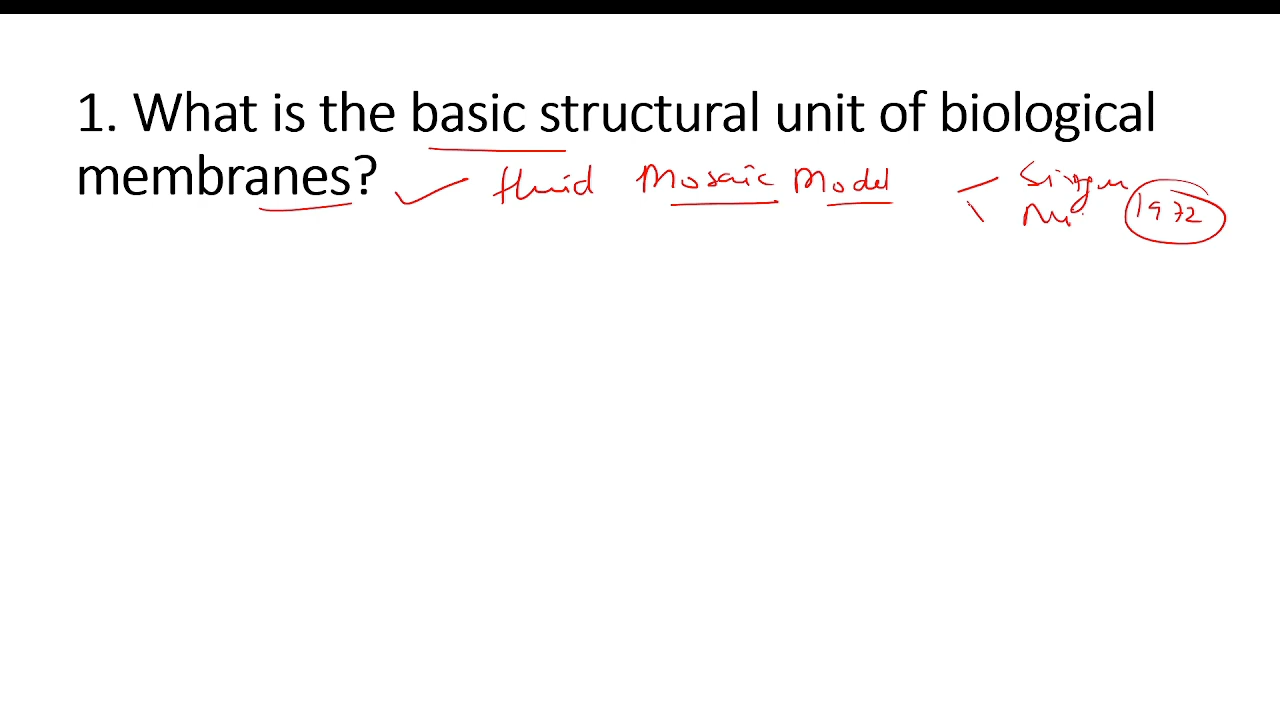 1. What is the basic structural unit of biological
membranes? fluid Mosaic Model
1972